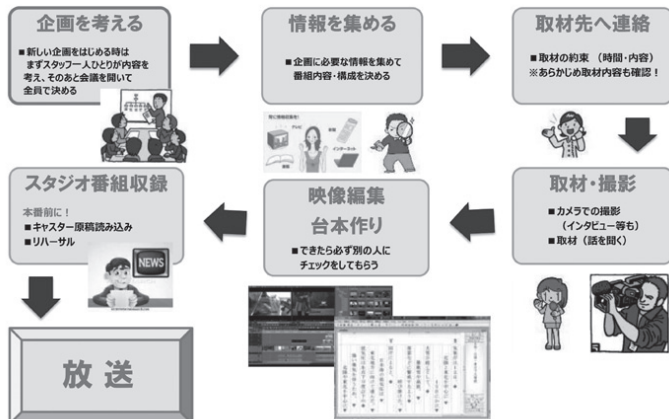 企画を考える
■新しい企画をはじめる時は
まずスタッフ一人ひとりが内容を
考え、そのあと会議を開いて
全員で決める
情報を集める
■企画に必要な情報を集めて
番組内容・構成を決める
テレビ
インターネット
取材先へ連絡
■取材の約束 （時間・内容）
※あらかじめ取材内容も確認！
取材・撮影
■カメラでの撮影
（インタビュー等も）
■取材（話を聞く）
映像編集
台本作り
■できたら必ず別の人に
チェックをしてもらう
スタジオ番組収録
本番前に！
■キャスター原稿読み込み
■リハーサル
NEWS
放送